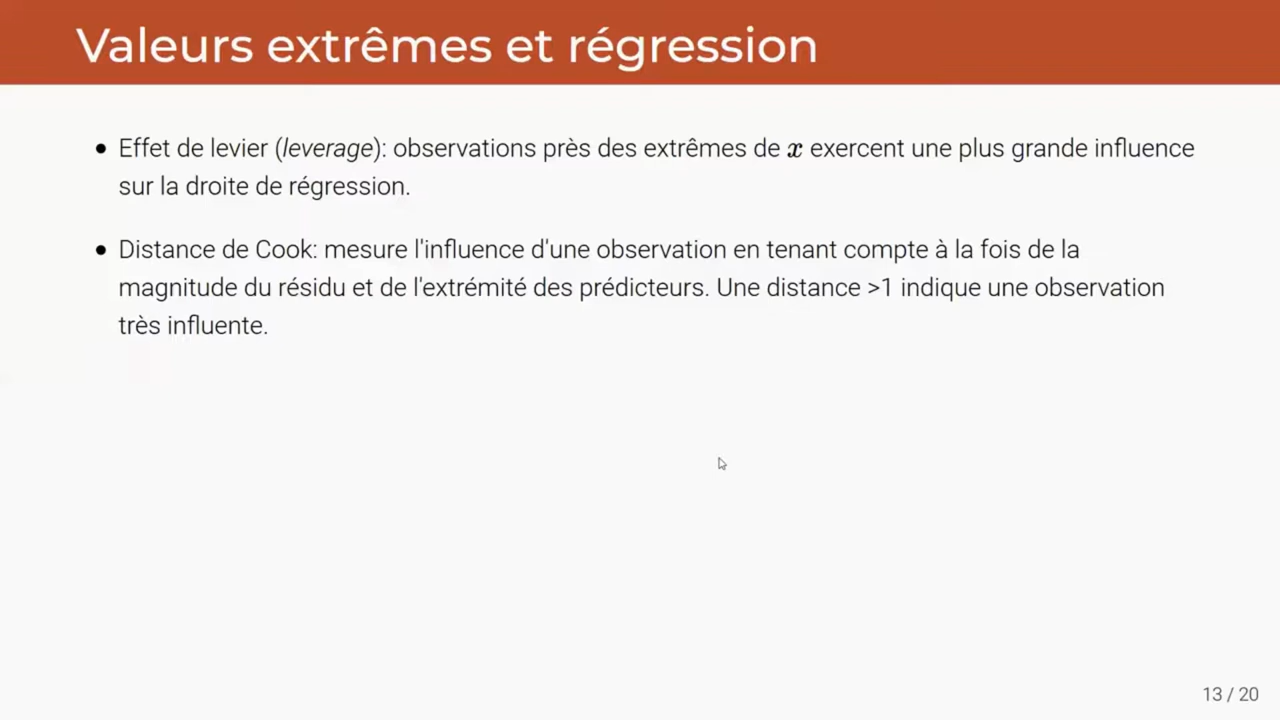 Valeurs extrêmes et régression
• Effet de levier (leverage): observations près des extrêmes de x exercent une plus grande influence
sur la droite de régression.
• Distance de Cook: mesure l'influence d'une observation en tenant compte à la fois de la
magnitude du résidu et de l'extrémité des prédicteurs. Une distance >1 indique une observation
très influente.
13 / 20